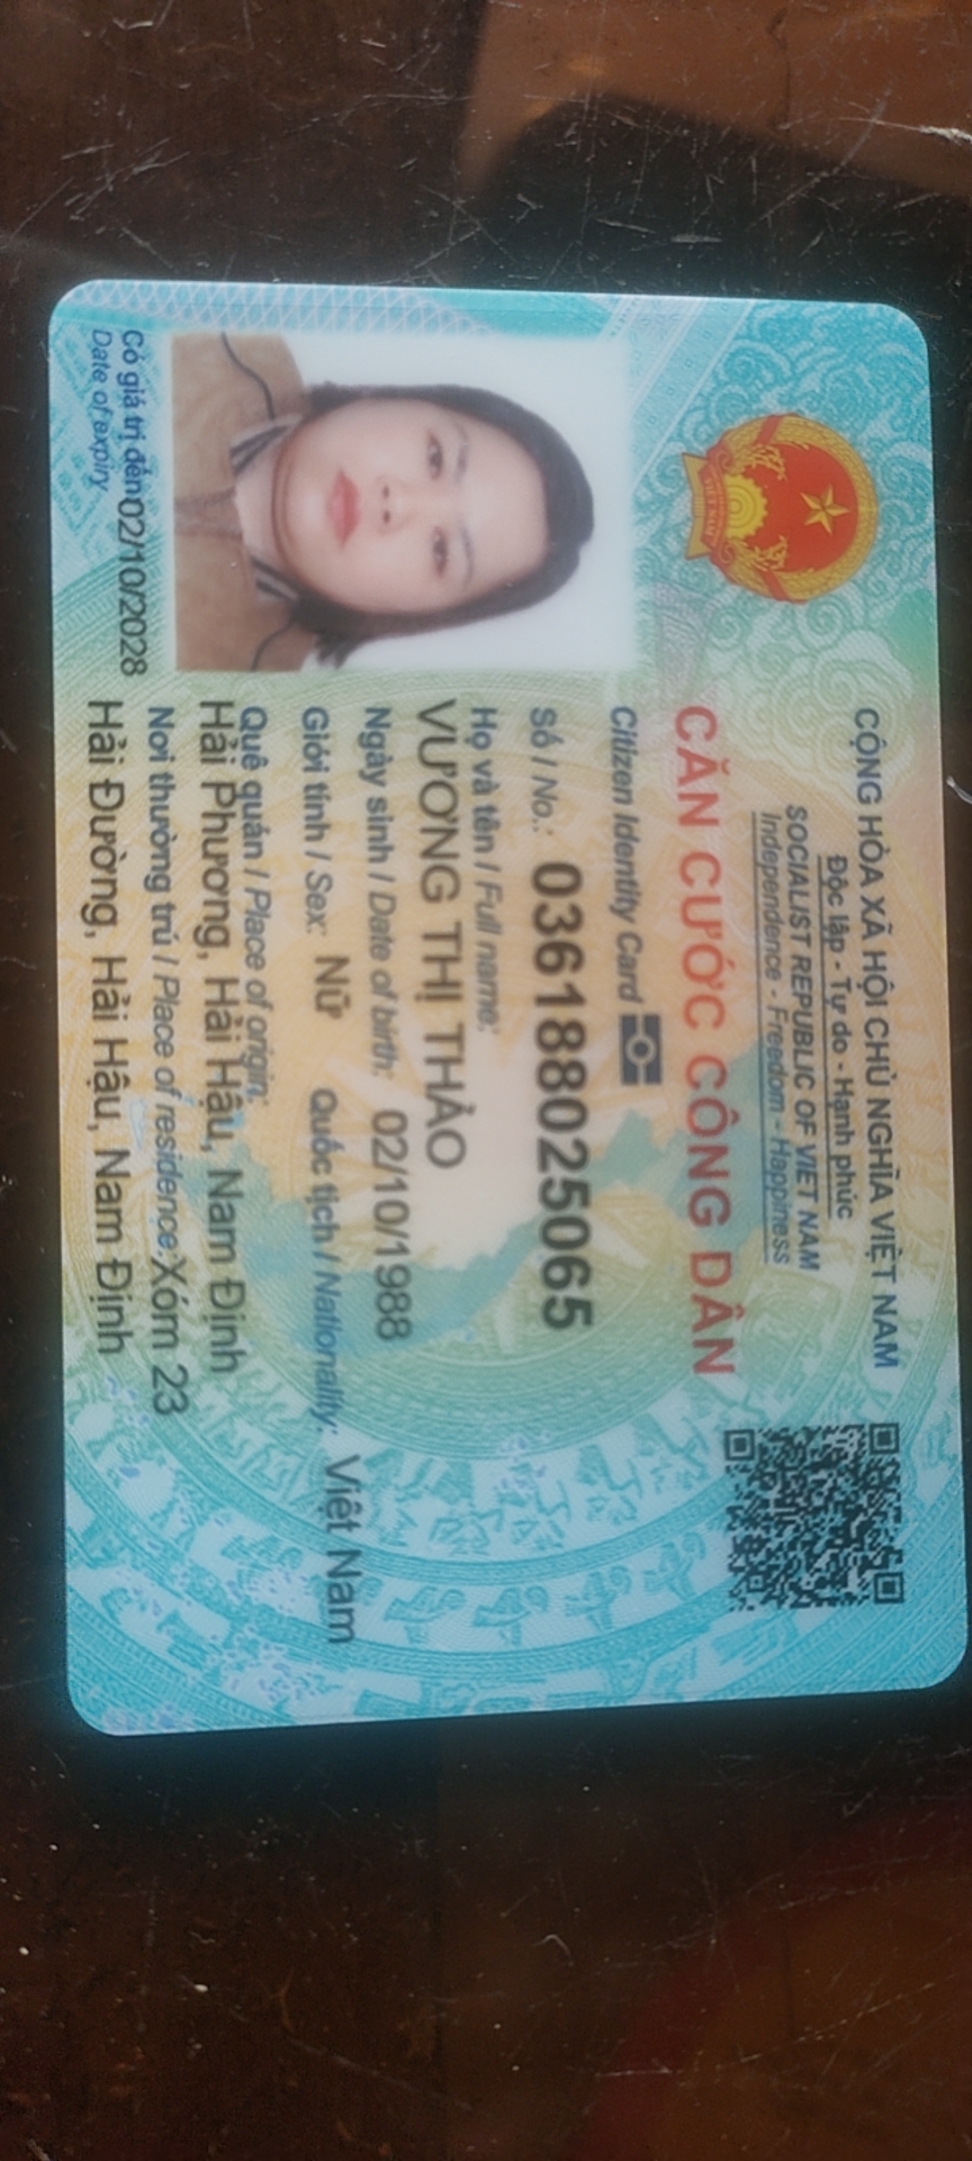 CỘNG HÒA XÃ HỘI CHỦ NGHĨA VIỆT NAM
Độc lập - Tự do - Hạnh phúc
SOCIALIST REPUBLIC OF VIET NAM
Independence - Freedom - Happiness
CĂN CƯỚC CÔNG DÂN
Citizen Identity Card
Số / No.: 036188025065
Họ và tên / Full name:
VƯƠNG THỊ THẢO
Ngày sinh / Date of birth: 02/10/1988
Giới tính / Sex: Nữ Quốc tịch / Nationality: Việt Nam
Quê quán / Place of origin:
Hải Phương, Hải Hậu, Nam Định
Nơi thường trú / Place of residence: Xóm 23
Hải Đường, Hải Hậu, Nam Định
Có giá trị đến 02/10/2028
Date of expiry